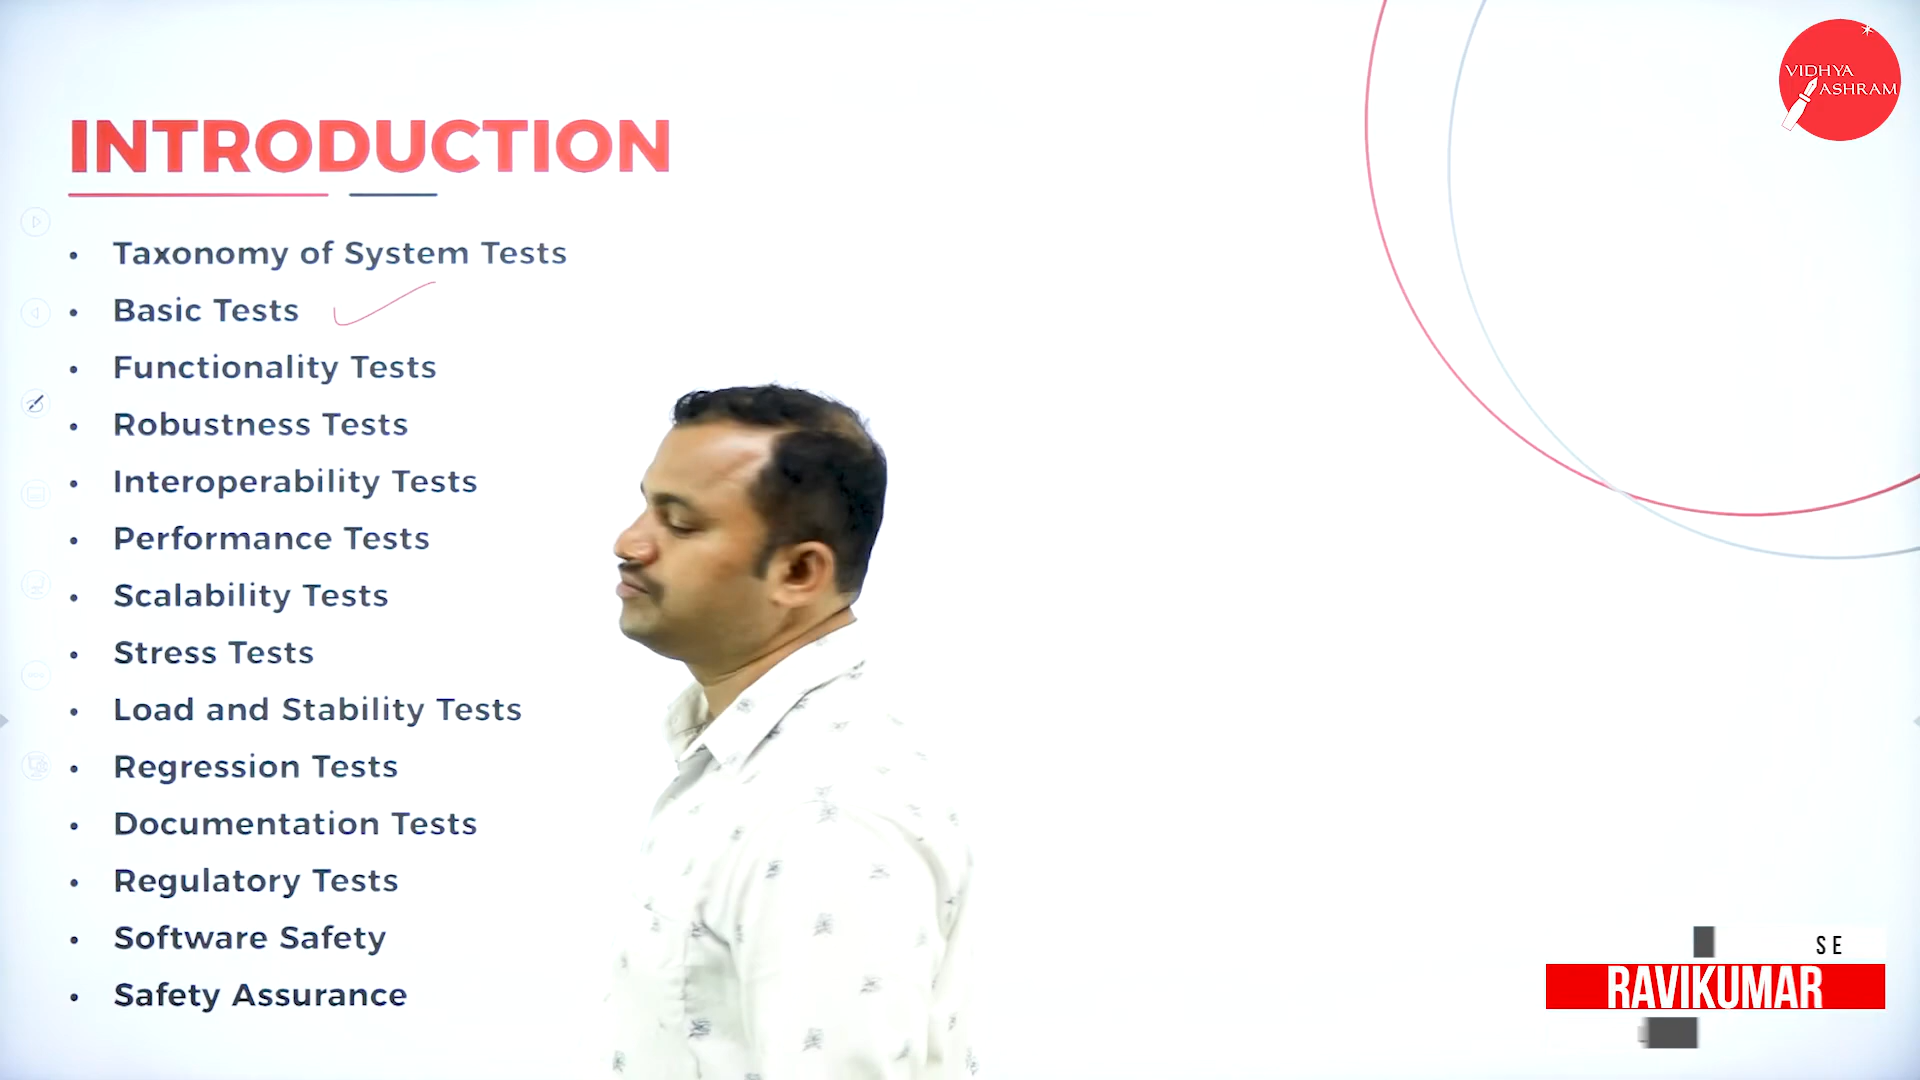 VIDHYA
ASHRAM
INTRODUCTION
• Taxonomy of System Tests
• Basic Tests
• Functionality Tests
• Robustness Tests
• Interoperability Tests
• Performance Tests
• Scalability Tests
• Stress Tests
• Load and Stability Tests
• Regression Tests
• Documentation Tests
• Regulatory Tests
• Software Safety
• Safety Assurance
SE
RAVIKUMAR